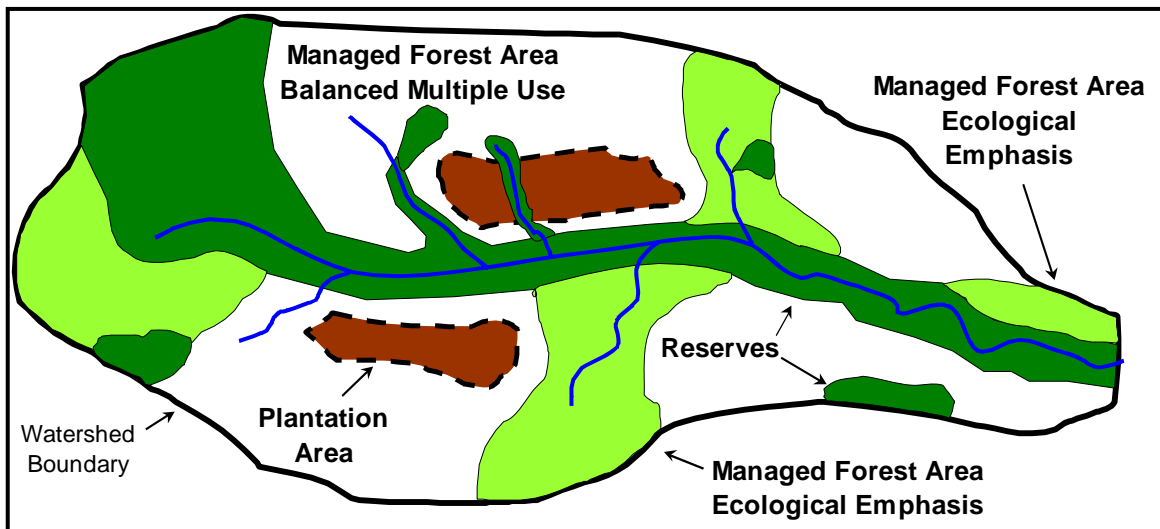 Managed Forest Area
Balanced Multiple Use
Managed Forest Area
Ecological
Emphasis
Reserves
Plantation
Area
Watershed
Boundary
Managed Forest Area
Ecological Emphasis